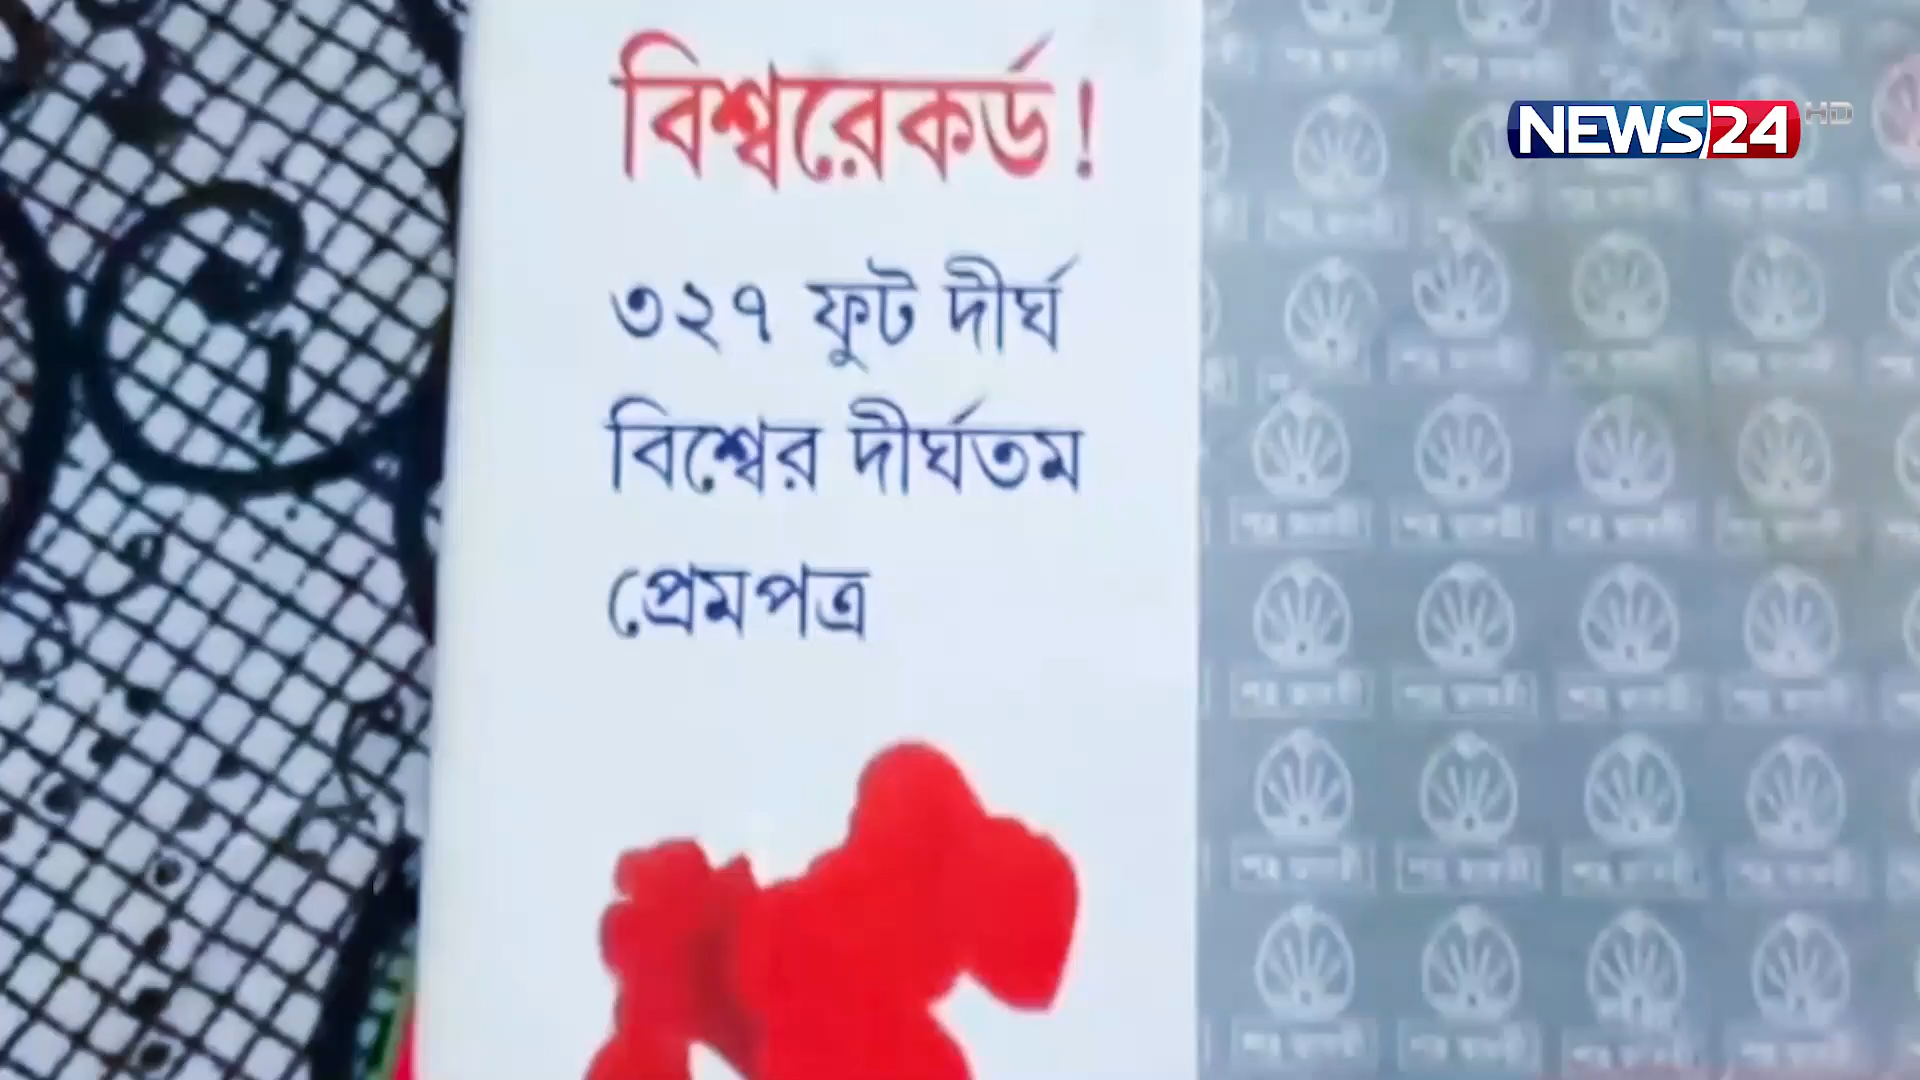 বিশ্বরেকর্ড!
NEWS24 HD
৩২৭ ফুট দীর্ঘ
বিশ্বের দীর্ঘতম
প্রেমপত্র